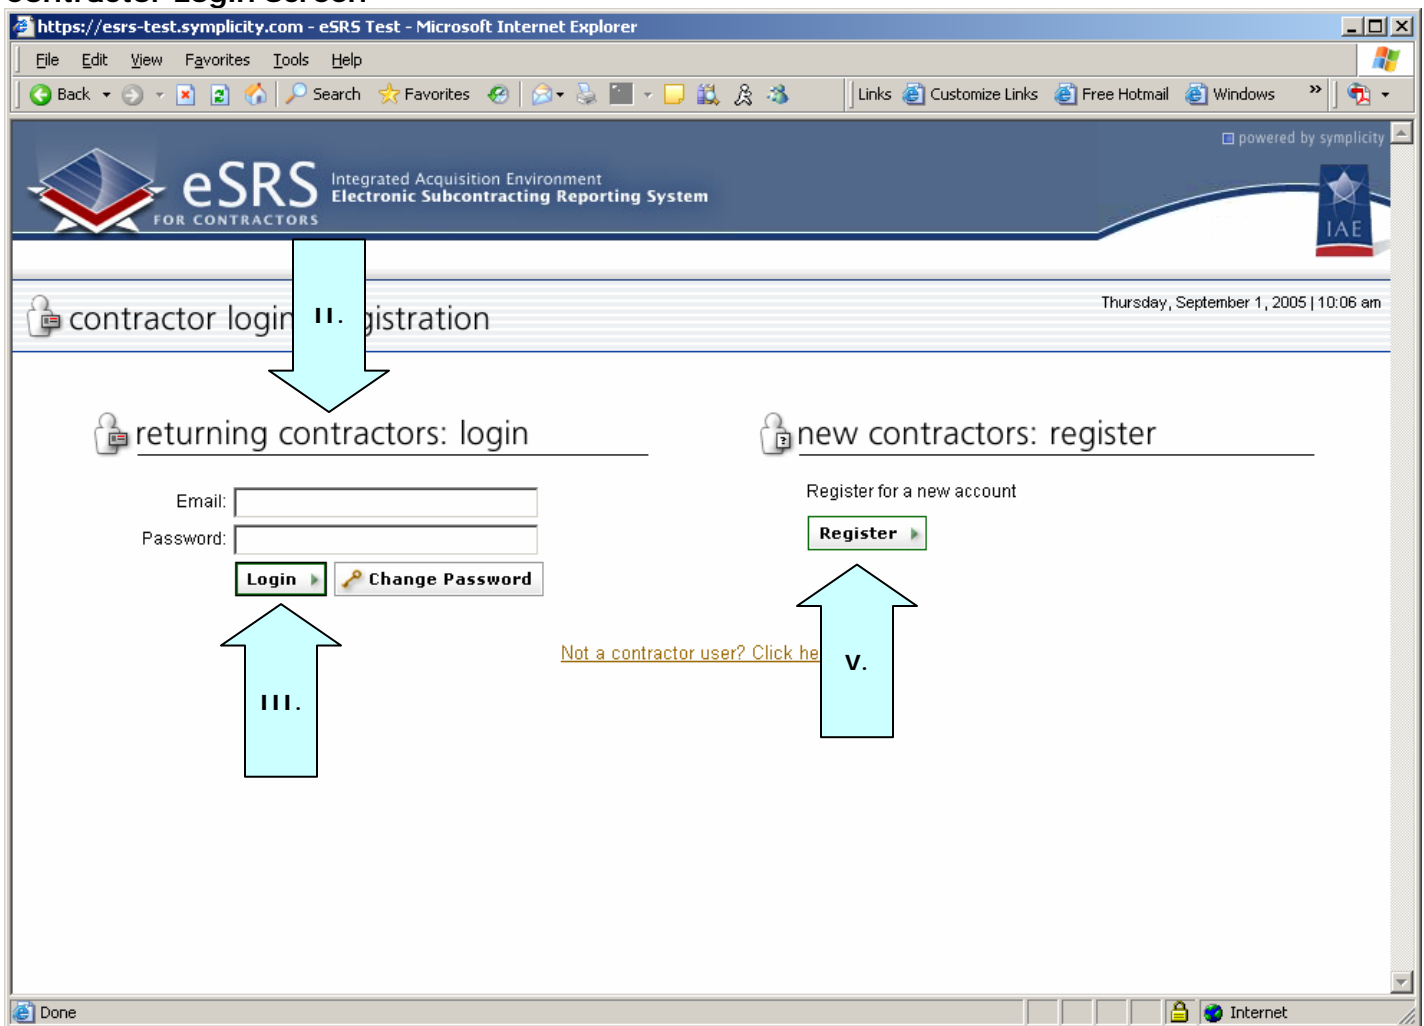 Contractor Login Screen
https://esrs-test.symplicity.com - eSRS Test - Microsoft Internet Explorer
File Edit View Favorites Tools Help
Back Search Favorites Links Customize Links Free Hotmail Windows »
powered by symplicity
eSRS Integrated Acquisition Environment
Electronic Subcontracting Reporting System
FOR CONTRACTORS
IAE
Thursday, September 1, 2005 | 10:06 am
contractor login gistration
II.
returning contractors: login
new contractors: register
Email:
Register for a new account
Password:
Register
Login Change Password
Not a contractor user? Click he
V.
III.
Done Internet